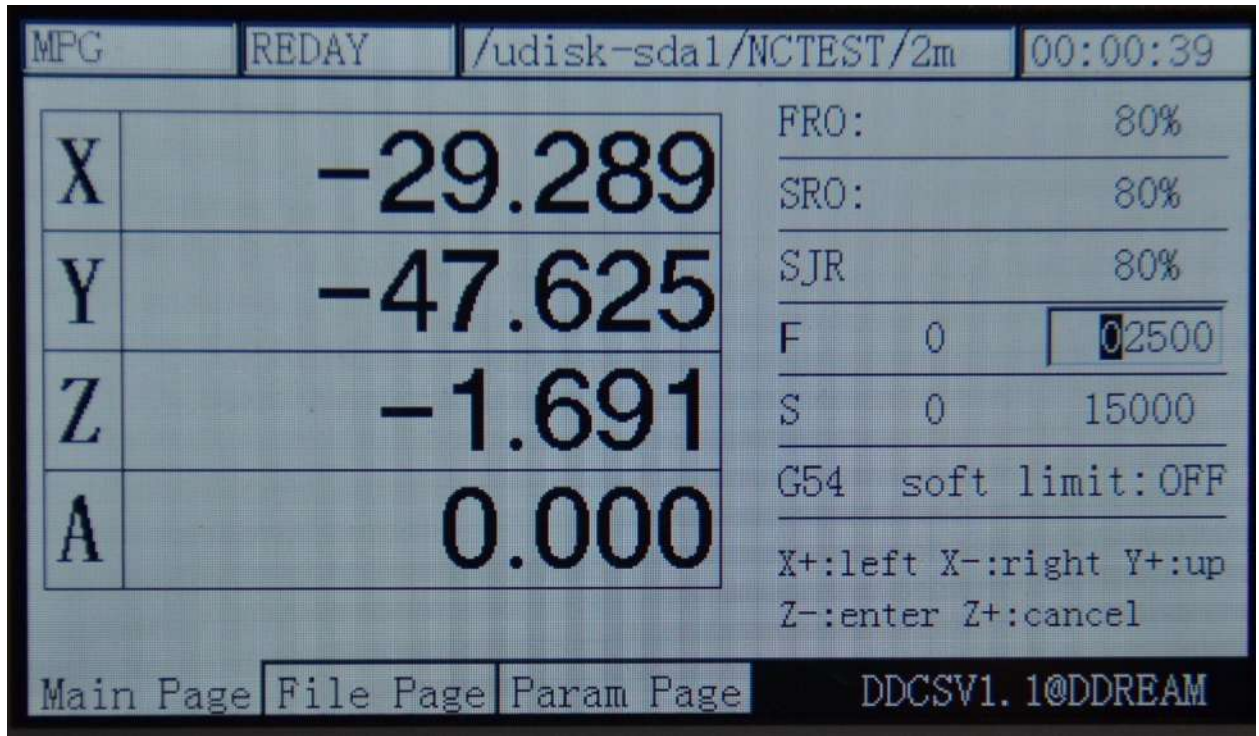 MPG REDAY /udisk-sda1/NCTEST/2m 00:00:39
X -29.289
Y -47.625
Z -1.691
A 0.000
FRO: 80%
SRO: 80%
SJR 80%
F 0 02500
S 0 15000
G54 soft limit:OFF
X+:left X-:right Y+:up
Z-:enter Z+:cancel
Main Page File Page Param Page DDCSV1.1@DDREAM